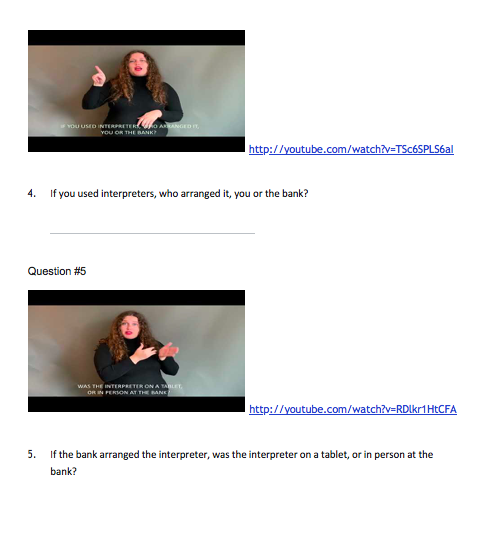 IF YOU USED INTERPRETERS, WHO ARRANGED IT,
YOU OR THE BANK?
http://youtube.com/watch?v=TSc6SPLS6aI
4. If you used interpreters, who arranged it, you or the bank?
Question #5
WAS THE INTERPRETER ON A TABLET,
OR IN PERSON AT THE BANK?
http://youtube.com/watch?v=RDlkr1HtCFA
5. If the bank arranged the interpreter, was the interpreter on a tablet, or in person at the
bank?